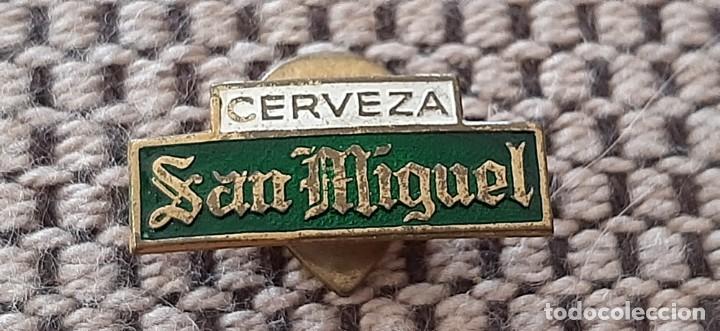 CERVEZA
San Miguel
todocoleccion